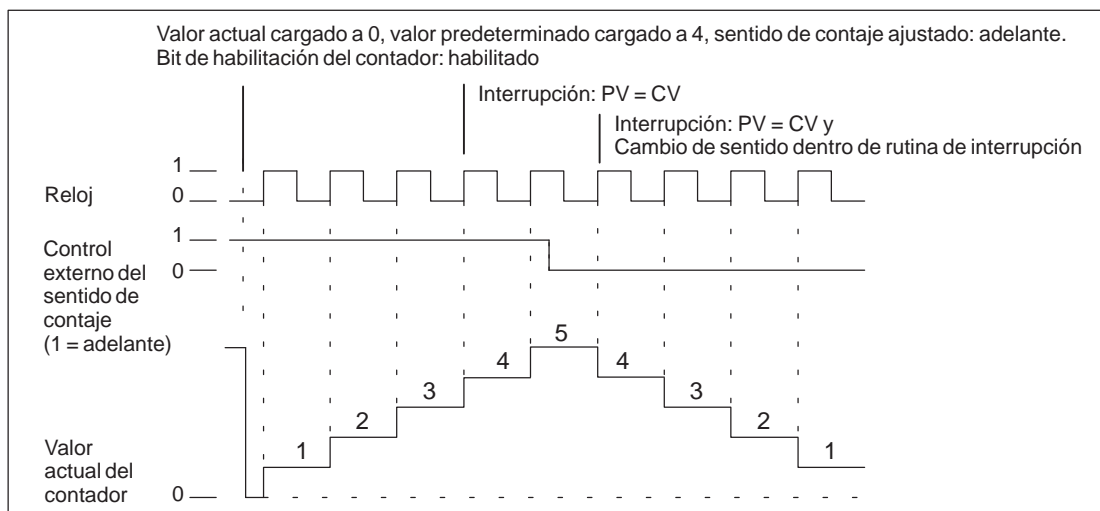 Valor actual cargado a 0, valor predeterminado cargado a 4, sentido de contaje ajustado: adelante.
Bit de habilitación del contador: habilitado
Interrupción: PV = CV
Interrupción: PV = CV y
Cambio de sentido dentro de rutina de interrupción
1
Reloj
0
1
Control
externo del
0
sentido de
contaje
(1 = adelante)
5
4
4
3
3
2
2
1
1
Valor
actual del
contador
0